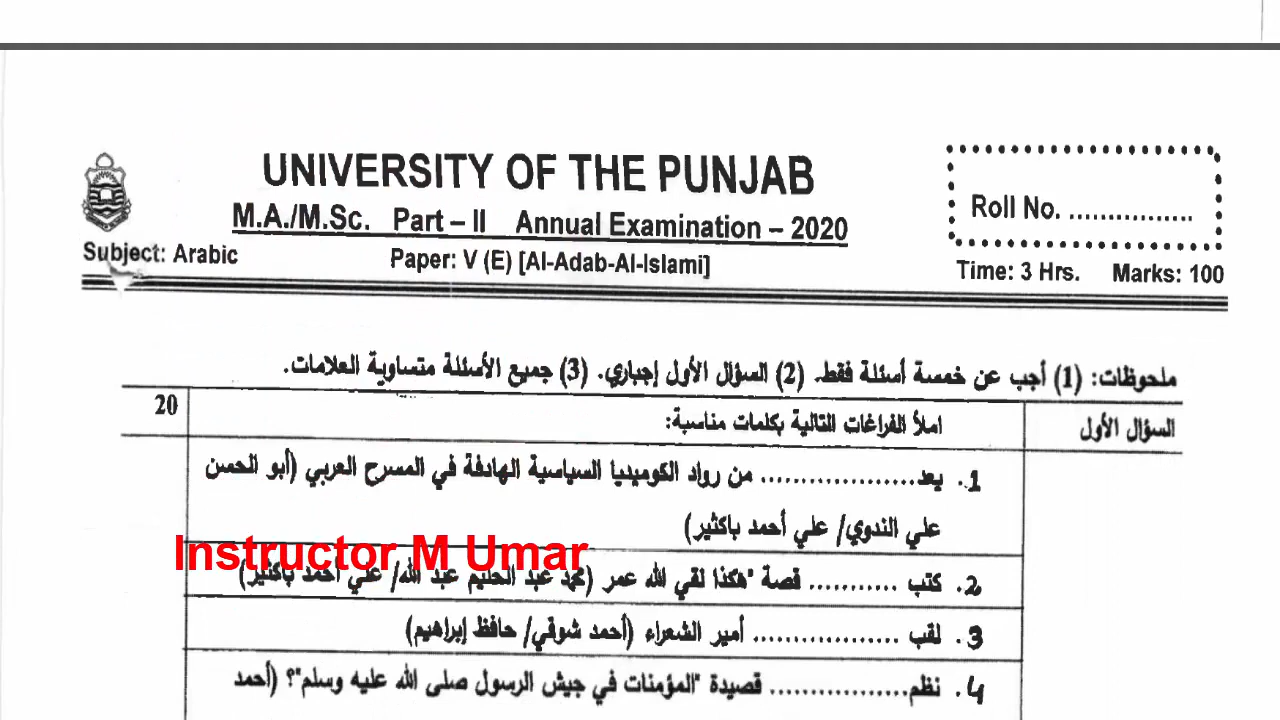 UNIVERSITY OF THE PUNJAB
M.A./M.Sc. Part – II Annual Examination – 2020
Subject: Arabic
Paper: V (E) [Al-Adab-Al-Islami]
Roll No. ................
Time: 3 Hrs. Marks: 100
ملحوظات: (1) أجب عن خمسة أسئلة فقط. (2) السؤال الأول إجباري. (3) جميع الأسئلة متساوية العلامات.
السؤال الأول
املأ الفراغات التالية بكلمات مناسبة:
20
1. يعد................... من رواد الكوميديا السياسية الهادفة في المسرح العربي (أبو الحسن
علي الندوي/ علي أحمد باكثير)
Instructor M Umar
2. كتب ........... قصة "هكذا لقي الله عمر (محمد عبد الحليم عبد الله/ علي أحمد باكثير)
3. لقب .................. أمير الشعراء (أحمد شوقي/ حافظ إبراهيم)
4. نظم................. قصيدة "المؤمنات في جيش الرسول صلى الله عليه وسلم"؟ (أحمد